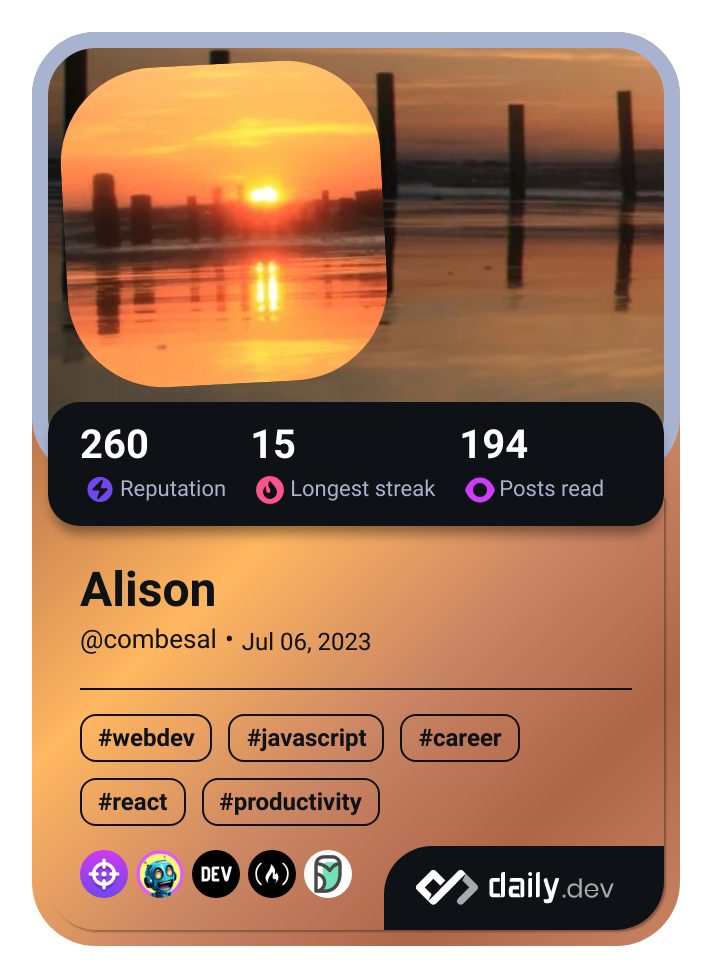 260 15 194
Reputation Longest streak Posts read
Alison
@combesal • Jul 06, 2023
#webdev #javascript #career
#react #productivity
DEV daily.dev